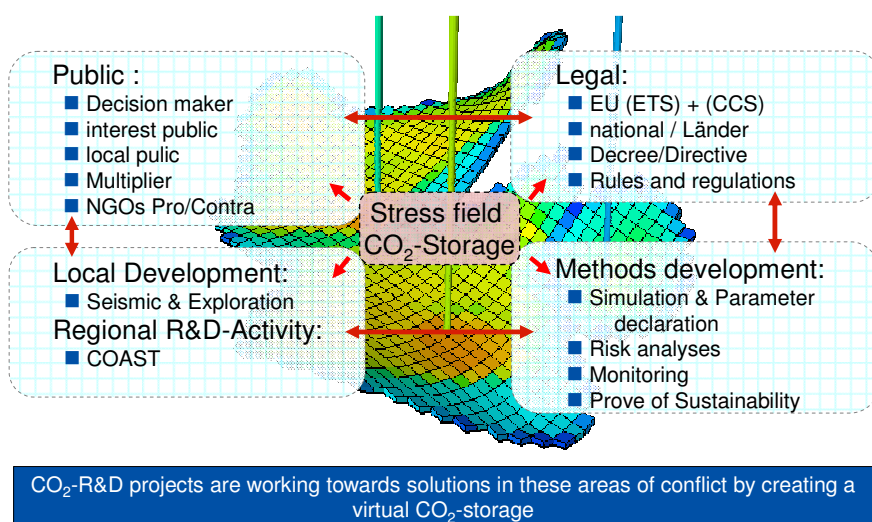 Public :
Decision maker
interest public
local pulic
Multiplier
NGOs Pro/Contra
Legal:
EU (ETS) + (CCS)
national / Länder
Decree/Directive
Rules and regulations
Stress field
CO₂-Storage
Local Development:
Seismic & Exploration
Regional R&D-Activity:
COAST
Methods development:
Simulation & Parameter
declaration
Risk analyses
Monitoring
Prove of Sustainability
CO₂-R&D projects are working towards solutions in these areas of conflict by creating a
virtual CO₂-storage